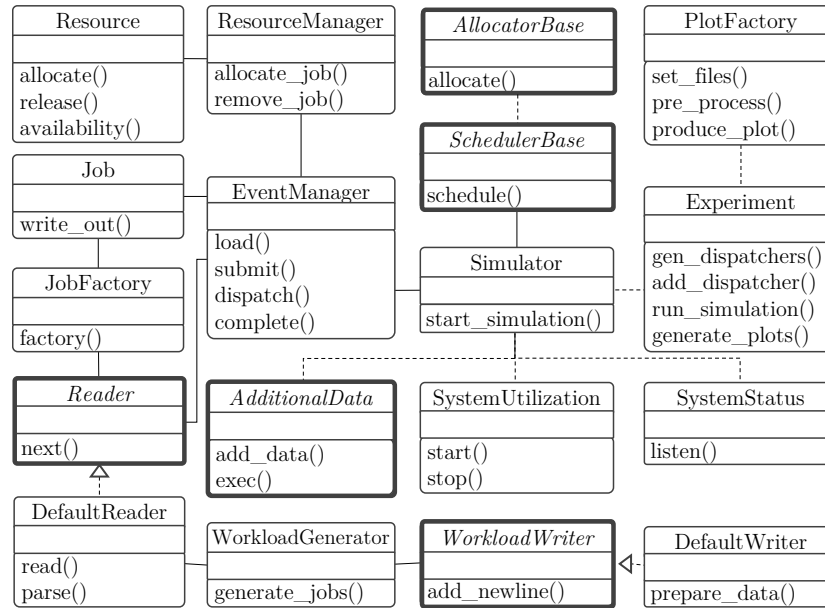 Resource
allocate()
release()
availability()
ResourceManager
allocate_job()
remove_job()
AllocatorBase
allocate()
PlotFactory
set_files()
pre_process()
produce_plot()
Job
write_out()
EventManager
load()
submit()
dispatch()
complete()
SchedulerBase
schedule()
Experiment
gen_dispatchers()
add_dispatcher()
run_simulation()
generate_plots()
JobFactory
factory()
Simulator
start_simulation()
Reader
next()
AdditionalData
add_data()
exec()
SystemUtilization
start()
stop()
SystemStatus
listen()
DefaultReader
read()
parse()
WorkloadGenerator
generate_jobs()
WorkloadWriter
add_newline()
DefaultWriter
prepare_data()